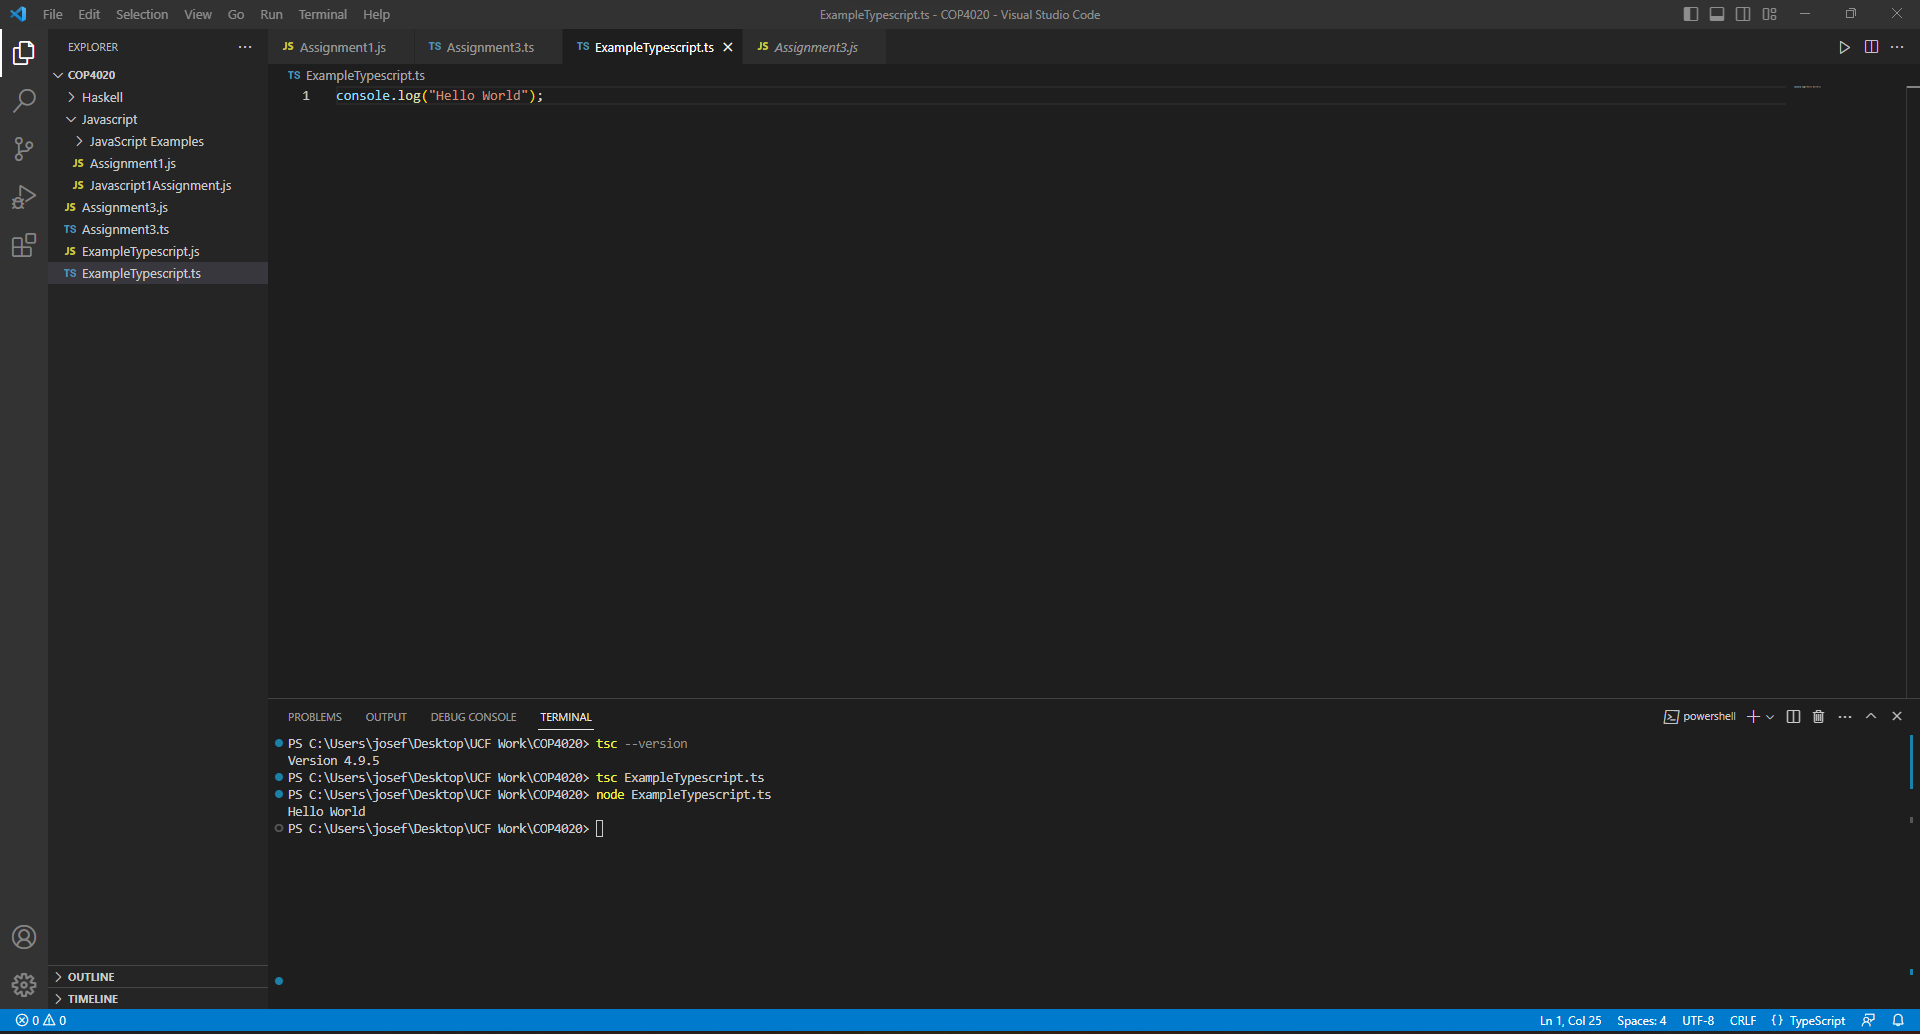 File Edit Selection View Go Run Terminal Help
ExampleTypescript.ts - COP4020 - Visual Studio Code
EXPLORER
COP4020
Haskell
Javascript
JavaScript Examples
JS Assignment1.js
JS Javascript1Assignment.js
JS Assignment3.js
TS Assignment3.ts
JS ExampleTypescript.js
TS ExampleTypescript.ts
OUTLINE
TIMELINE
JS Assignment1.js
TS Assignment3.ts
TS ExampleTypescript.ts
JS Assignment3.js
TS ExampleTypescript.ts
1 console.log("Hello World");
PROBLEMS OUTPUT DEBUG CONSOLE TERMINAL
powershell
PS C:\Users\josef\Desktop\UCF Work\COP4020> tsc --version
Version 4.9.5
PS C:\Users\josef\Desktop\UCF Work\COP4020> tsc ExampleTypescript.ts
PS C:\Users\josef\Desktop\UCF Work\COP4020> node ExampleTypescript.ts
Hello World
PS C:\Users\josef\Desktop\UCF Work\COP4020>
0 0
Ln 1, Col 25 Spaces: 4 UTF-8 CRLF {} TypeScript